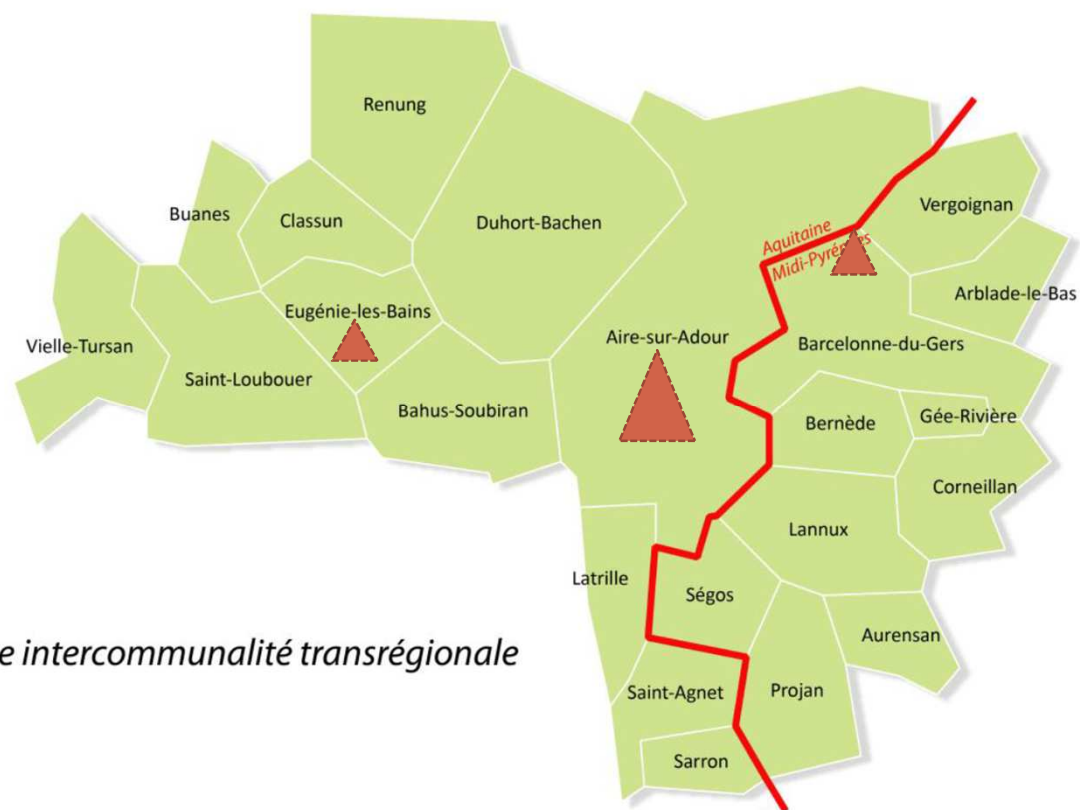 Renung
Buanes
Classun
Duhort-Bachen
Vergoignan
Aquitaine
Midi-Pyrénées
Arblade-le-Bas
Eugénie-les-Bains
Aire-sur-Adour
Barcelonne-du-Gers
Vielle-Tursan
Saint-Loubouer
Bahus-Soubiran
Bernède
Gée-Rivière
Corneillan
Lannux
Latrille
Ségos
Aurensan
e intercommunalité transrégionale
Saint-Agnet
Projan
Sarron